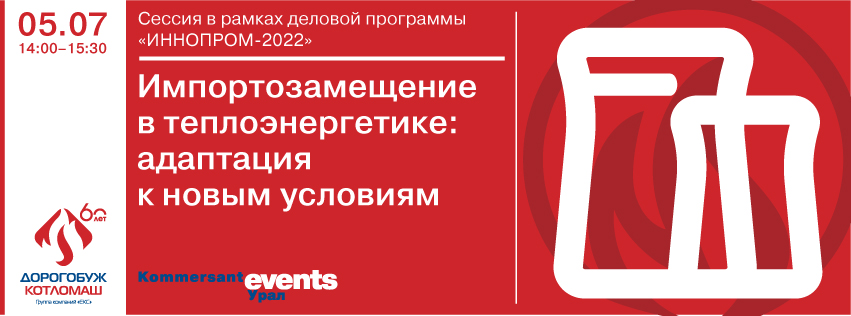 05.07
14:00–15:30
Сессия в рамках деловой программы
«ИННОПРОМ-2022»
Импортозамещение
в теплоэнергетике:
адаптация
к новым условиям
60
лет
ДОРОГОБУЖ
КОТЛОМАШ
Группа компаний «ЕКС»
Kommersant events
Урал